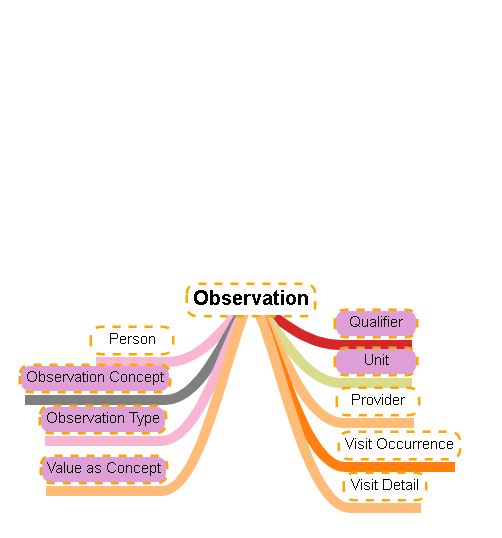 Observation
Person
Observation Concept
Observation Type
Value as Concept
Qualifier
Unit
Provider
Visit Occurrence
Visit Detail